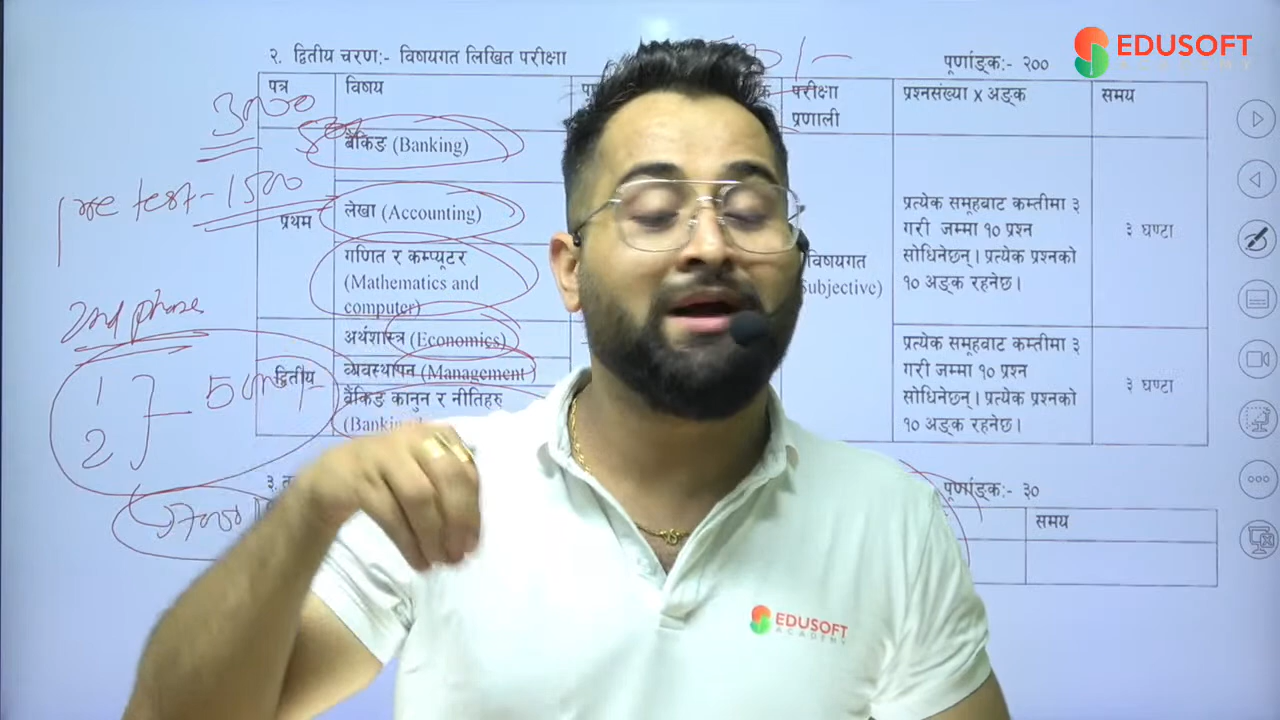 EDUSOFT
ACADEMY
२. द्वितीय चरणः- विषयगत लिखित परीक्षा
पूर्णाङ्क:- २००
पत्र
विषय
परीक्षा
प्रणाली
प्रश्नसंख्या X अङ्क
समय
3000
बैंकिङ (Banking)
pre test - 1500
प्रथम
लेखा (Accounting)
गणित र कम्प्यूटर
(Mathematics and
computer)
विषयगत
Subjective)
प्रत्येक समूहबाट कम्तीमा ३
गरी जम्मा १० प्रश्न
सोधिनेछन्। प्रत्येक प्रश्नको
१० अङ्क रहनेछ।
३ घण्टा
2nd phase
1
2
द्वितीय
अर्थशास्त्र (Economics)
व्यवस्थापन (Management)
बैंकिङ कानुन र नीतिहरु
प्रत्येक समूहबाट कम्तीमा ३
गरी जम्मा १० प्रश्न
सोधिनेछन्। प्रत्येक प्रश्नको
१० अङ्क रहनेछ।
३ घण्टा
३.
पूर्णाङ्क:- ३०
समय
EDUSOFT
ACADEMY